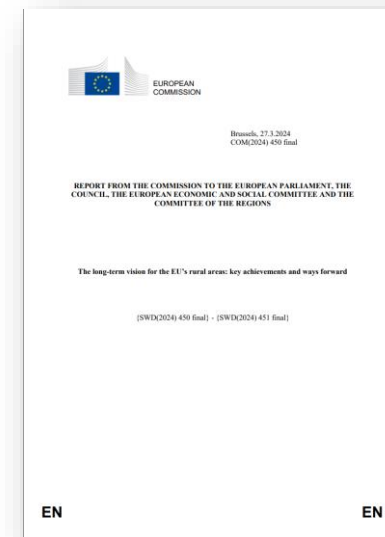 EUROPEAN
COMMISSION
Brussels, 27.3.2024
COM(2024) 450 final
REPORT FROM THE COMMISSION TO THE EUROPEAN PARLIAMENT, THE
COUNCIL, THE EUROPEAN ECONOMIC AND SOCIAL COMMITTEE AND THE
COMMITTEE OF THE REGIONS
The long-term vision for the EU's rural areas: key achievements and ways forward
{SWD(2024) 450 final} - {SWD(2024) 451 final}
EN EN